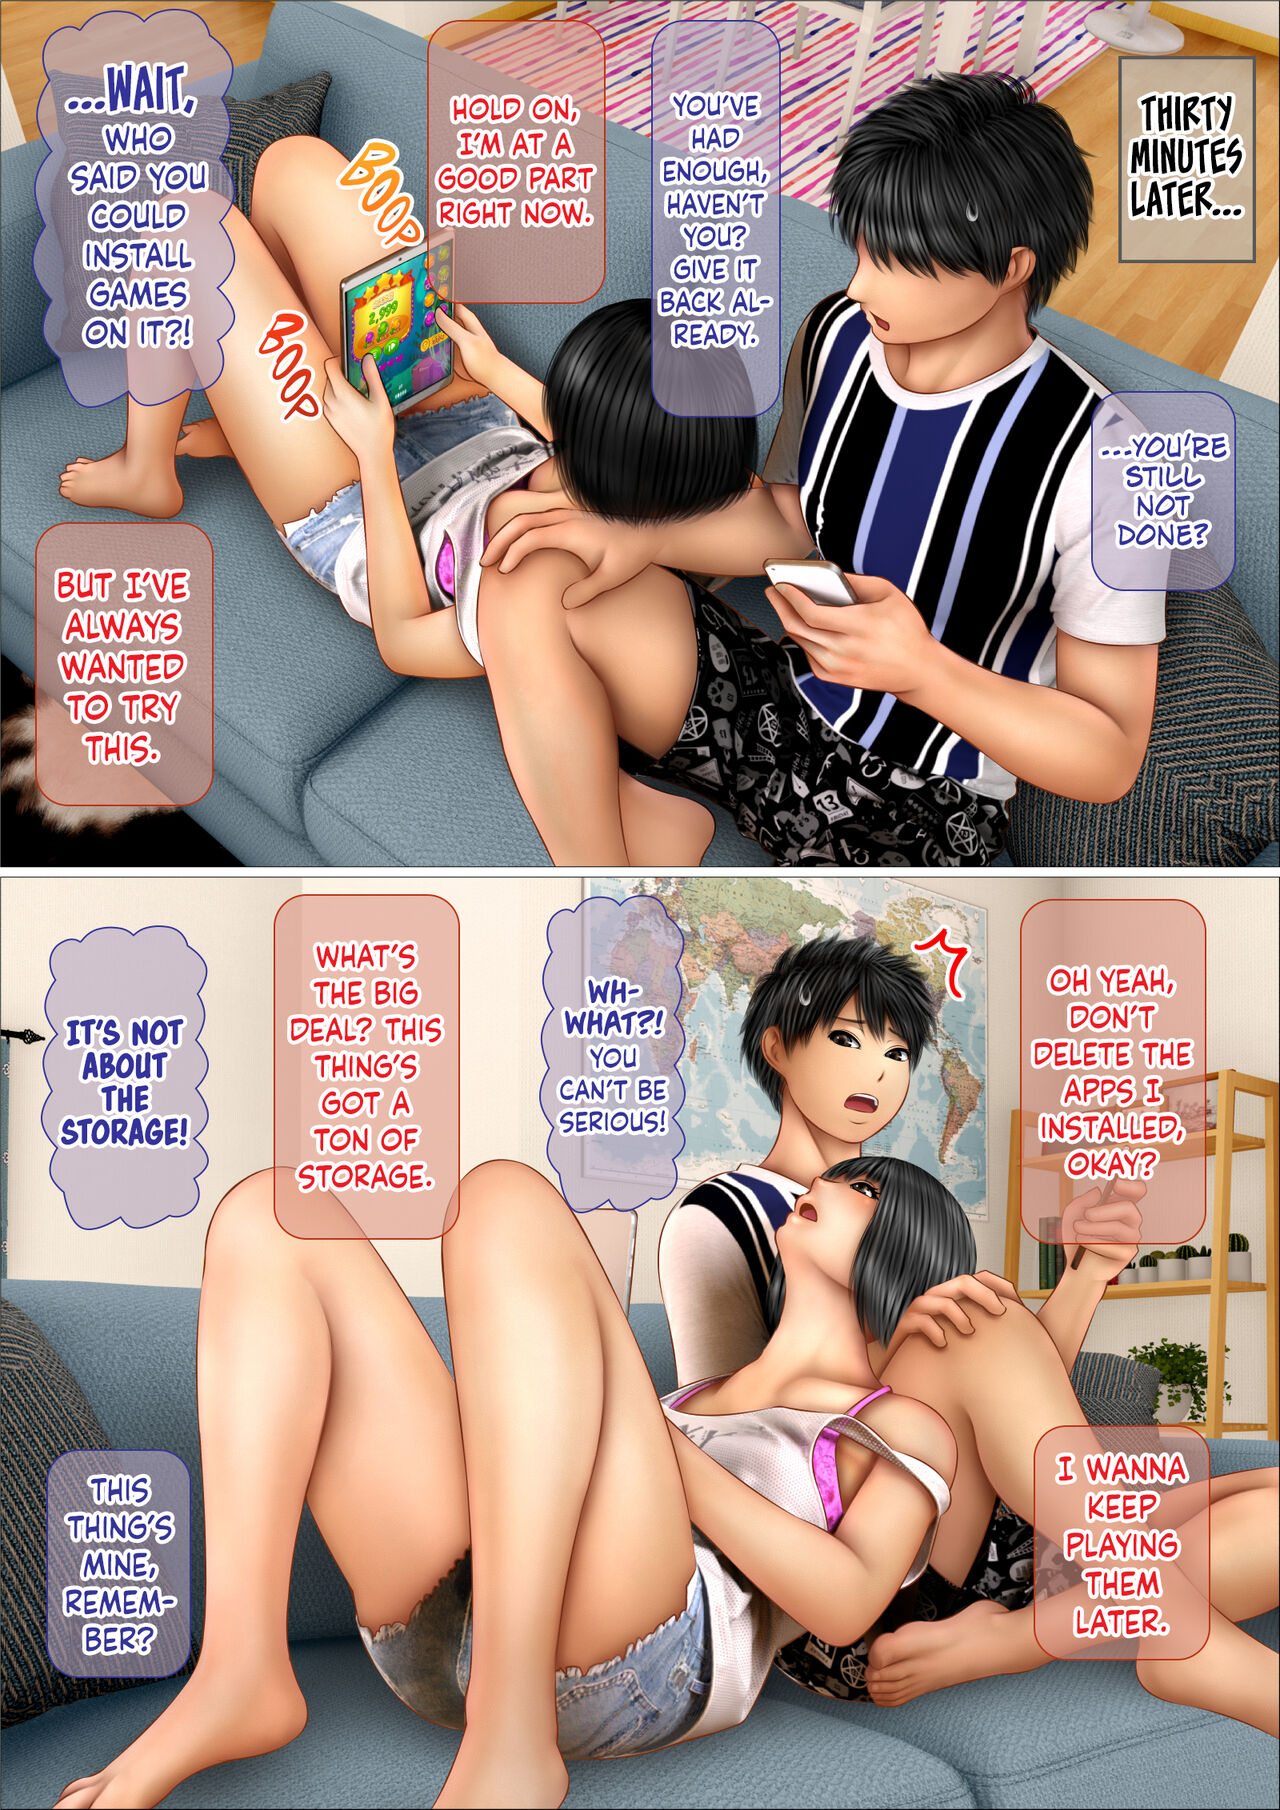 THIRTY
MINUTES
LATER...
...YOU'RE
STILL
NOT
DONE?
YOU'VE
HAD
ENOUGH,
HAVEN'T
YOU?
GIVE IT
BACK AL-
READY.
HOLD ON,
I'M AT A
GOOD PART
RIGHT NOW.
BOOP
BOOP
2,999
...WAIT,
WHO
SAID YOU
COULD
INSTALL
GAMES
ON IT?!
BUT I'VE
ALWAYS
WANTED
TO TRY
THIS.
13
OH YEAH,
DON'T
DELETE THE
APPS I
INSTALLED,
OKAY?
I WANNA
KEEP
PLAYING
THEM
LATER.
WH-
WHAT?!
YOU
CAN'T BE
SERIOUS!
WHAT'S
THE BIG
DEAL? THIS
THING'S
GOT A
TON OF
STORAGE.
IT'S NOT
ABOUT
THE
STORAGE!
THIS
THING'S
MINE,
REMEM-
BER?